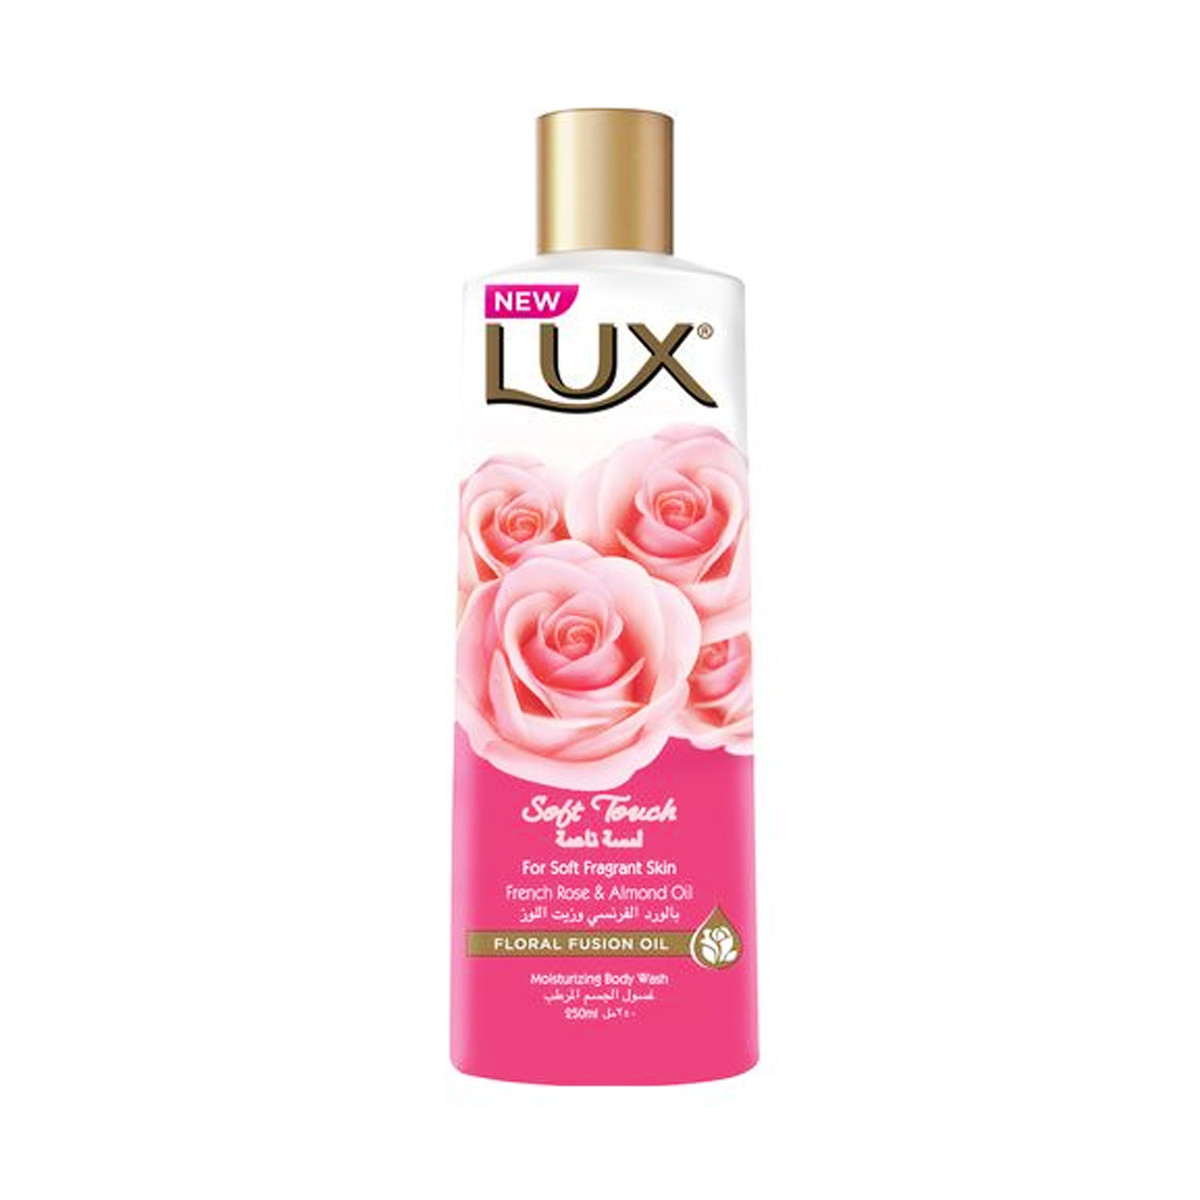 NEW
LUX®
Soft Touch
لمسة ناعمة
For Soft Fragrant Skin
French Rose & Almond Oil
بالورد الفرنسي وزيت اللوز
FLORAL FUSION OIL
Moisturizing Body Wash
غسول الجسم المرطب
250ml ٢٥٠مل